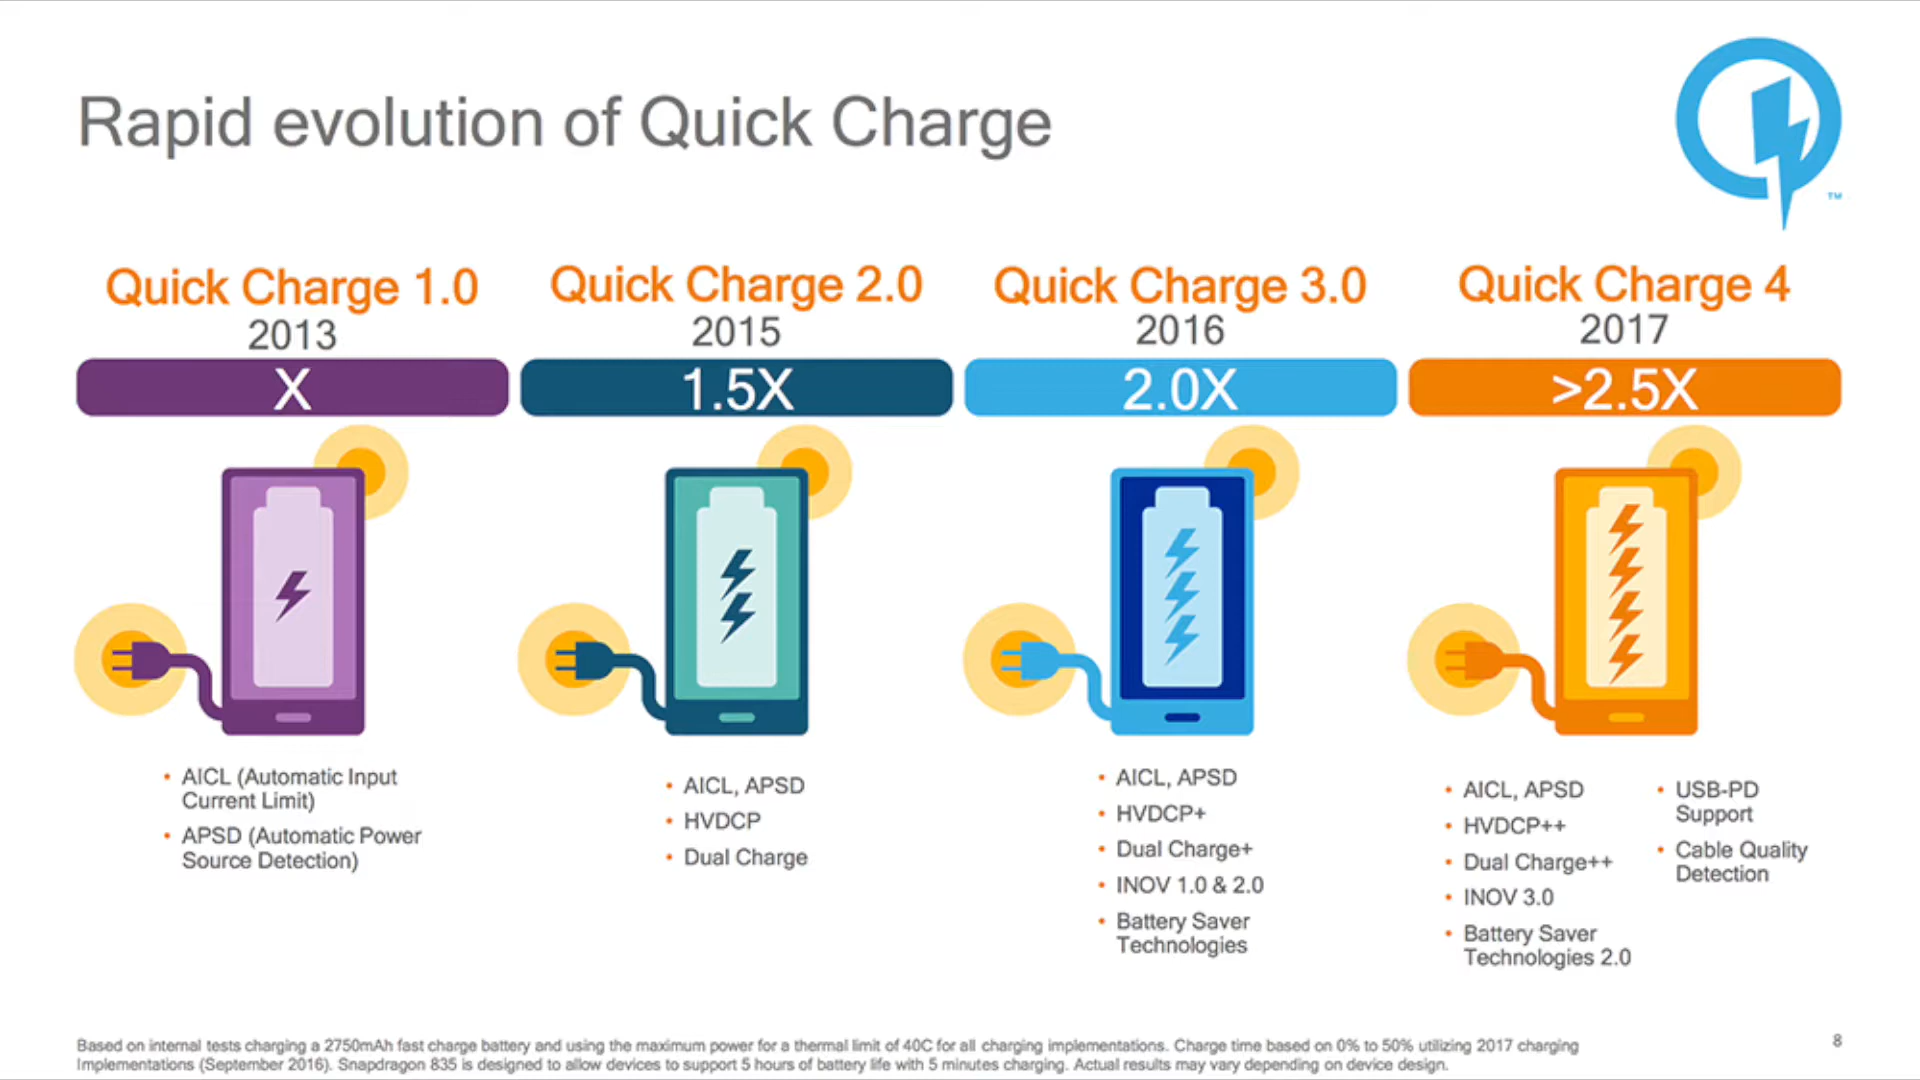 Rapid evolution of Quick Charge
TM
Quick Charge 1.0
2013
X
Quick Charge 2.0
2015
1.5X
Quick Charge 3.0
2016
2.0X
Quick Charge 4
2017
>2.5X
• AICL (Automatic Input
Current Limit)
• APSD (Automatic Power
Source Detection)
• AICL, APSD
• HVDCP
• Dual Charge
• AICL, APSD
• HVDCP+
• Dual Charge+
• INOV 1.0 & 2.0
• Battery Saver
Technologies
• AICL, APSD
• HVDCP++
• Dual Charge++
• INOV 3.0
• Battery Saver
Technologies 2.0
• USB-PD
Support
• Cable Quality
Detection
Based on internal tests charging a 2750mAh fast charge battery and using the maximum power for a thermal limit of 40C for all charging implementations. Charge time based on 0% to 50% utilizing 2017 charging
Implementations (September 2016). Snapdragon 835 is designed to allow devices to support 5 hours of battery life with 5 minutes charging. Actual results may vary depending on device design.
8